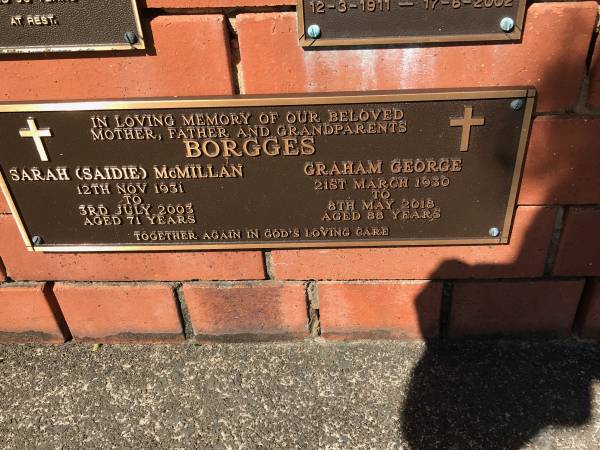 AT REST.
12-3-1911 — 17-6-2002
IN LOVING MEMORY OF OUR BELOVED
MOTHER, FATHER AND GRANDPARENTS
BORGGES
SARAH (SAIDIE) McMILLAN
12TH NOV 1931
TO
3RD JULY 2003
AGED 71 YEARS
GRAHAM GEORGE
21ST MARCH 1930
TO
8TH MAY 2018
AGED 88 YEARS
TOGETHER AGAIN IN GOD'S LOVING CARE